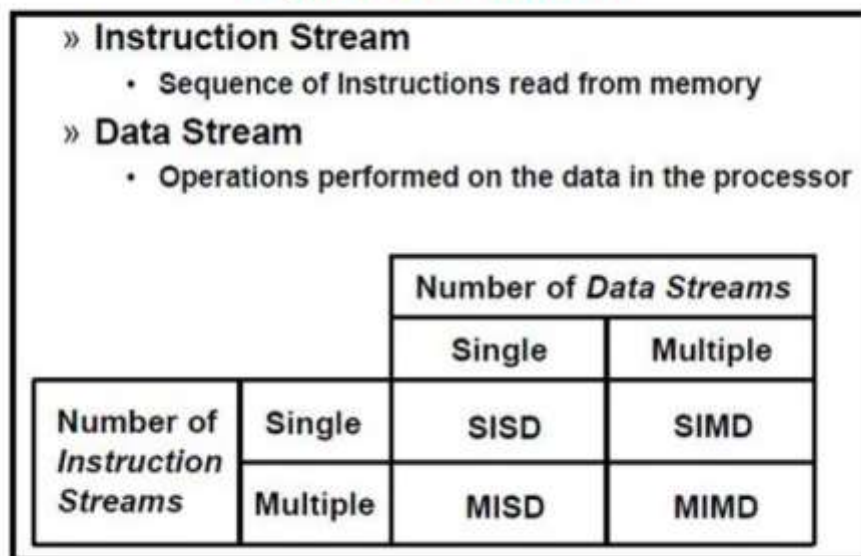 » Instruction Stream
• Sequence of Instructions read from memory
» Data Stream
• Operations performed on the data in the processor
Number of Data Streams
Single Multiple
Number of Instruction Streams
Single SISD SIMD
Multiple MISD MIMD